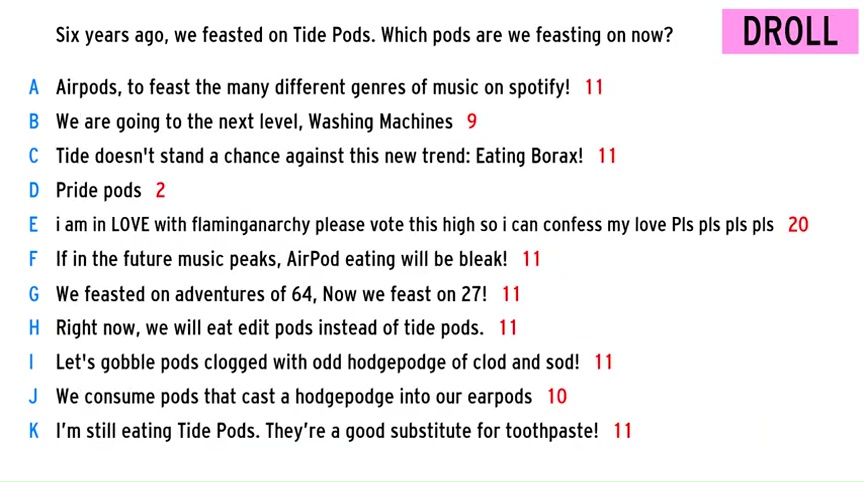 Six years ago, we feasted on Tide Pods. Which pods are we feasting on now?
DROLL
A Airpods, to feast the many different genres of music on spotify! 11
B We are going to the next level, Washing Machines 9
C Tide doesn't stand a chance against this new trend: Eating Borax! 11
D Pride pods 2
E i am in LOVE with flaminganarchy please vote this high so i can confess my love Pls pls pls pls 20
F If in the future music peaks, AirPod eating will be bleak! 11
G We feasted on adventures of 64, Now we feast on 27! 11
H Right now, we will eat edit pods instead of tide pods. 11
I Let's gobble pods clogged with odd hodgepodge of clod and sod! 11
J We consume pods that cast a hodgepodge into our earpods 10
K I'm still eating Tide Pods. They're a good substitute for toothpaste! 11